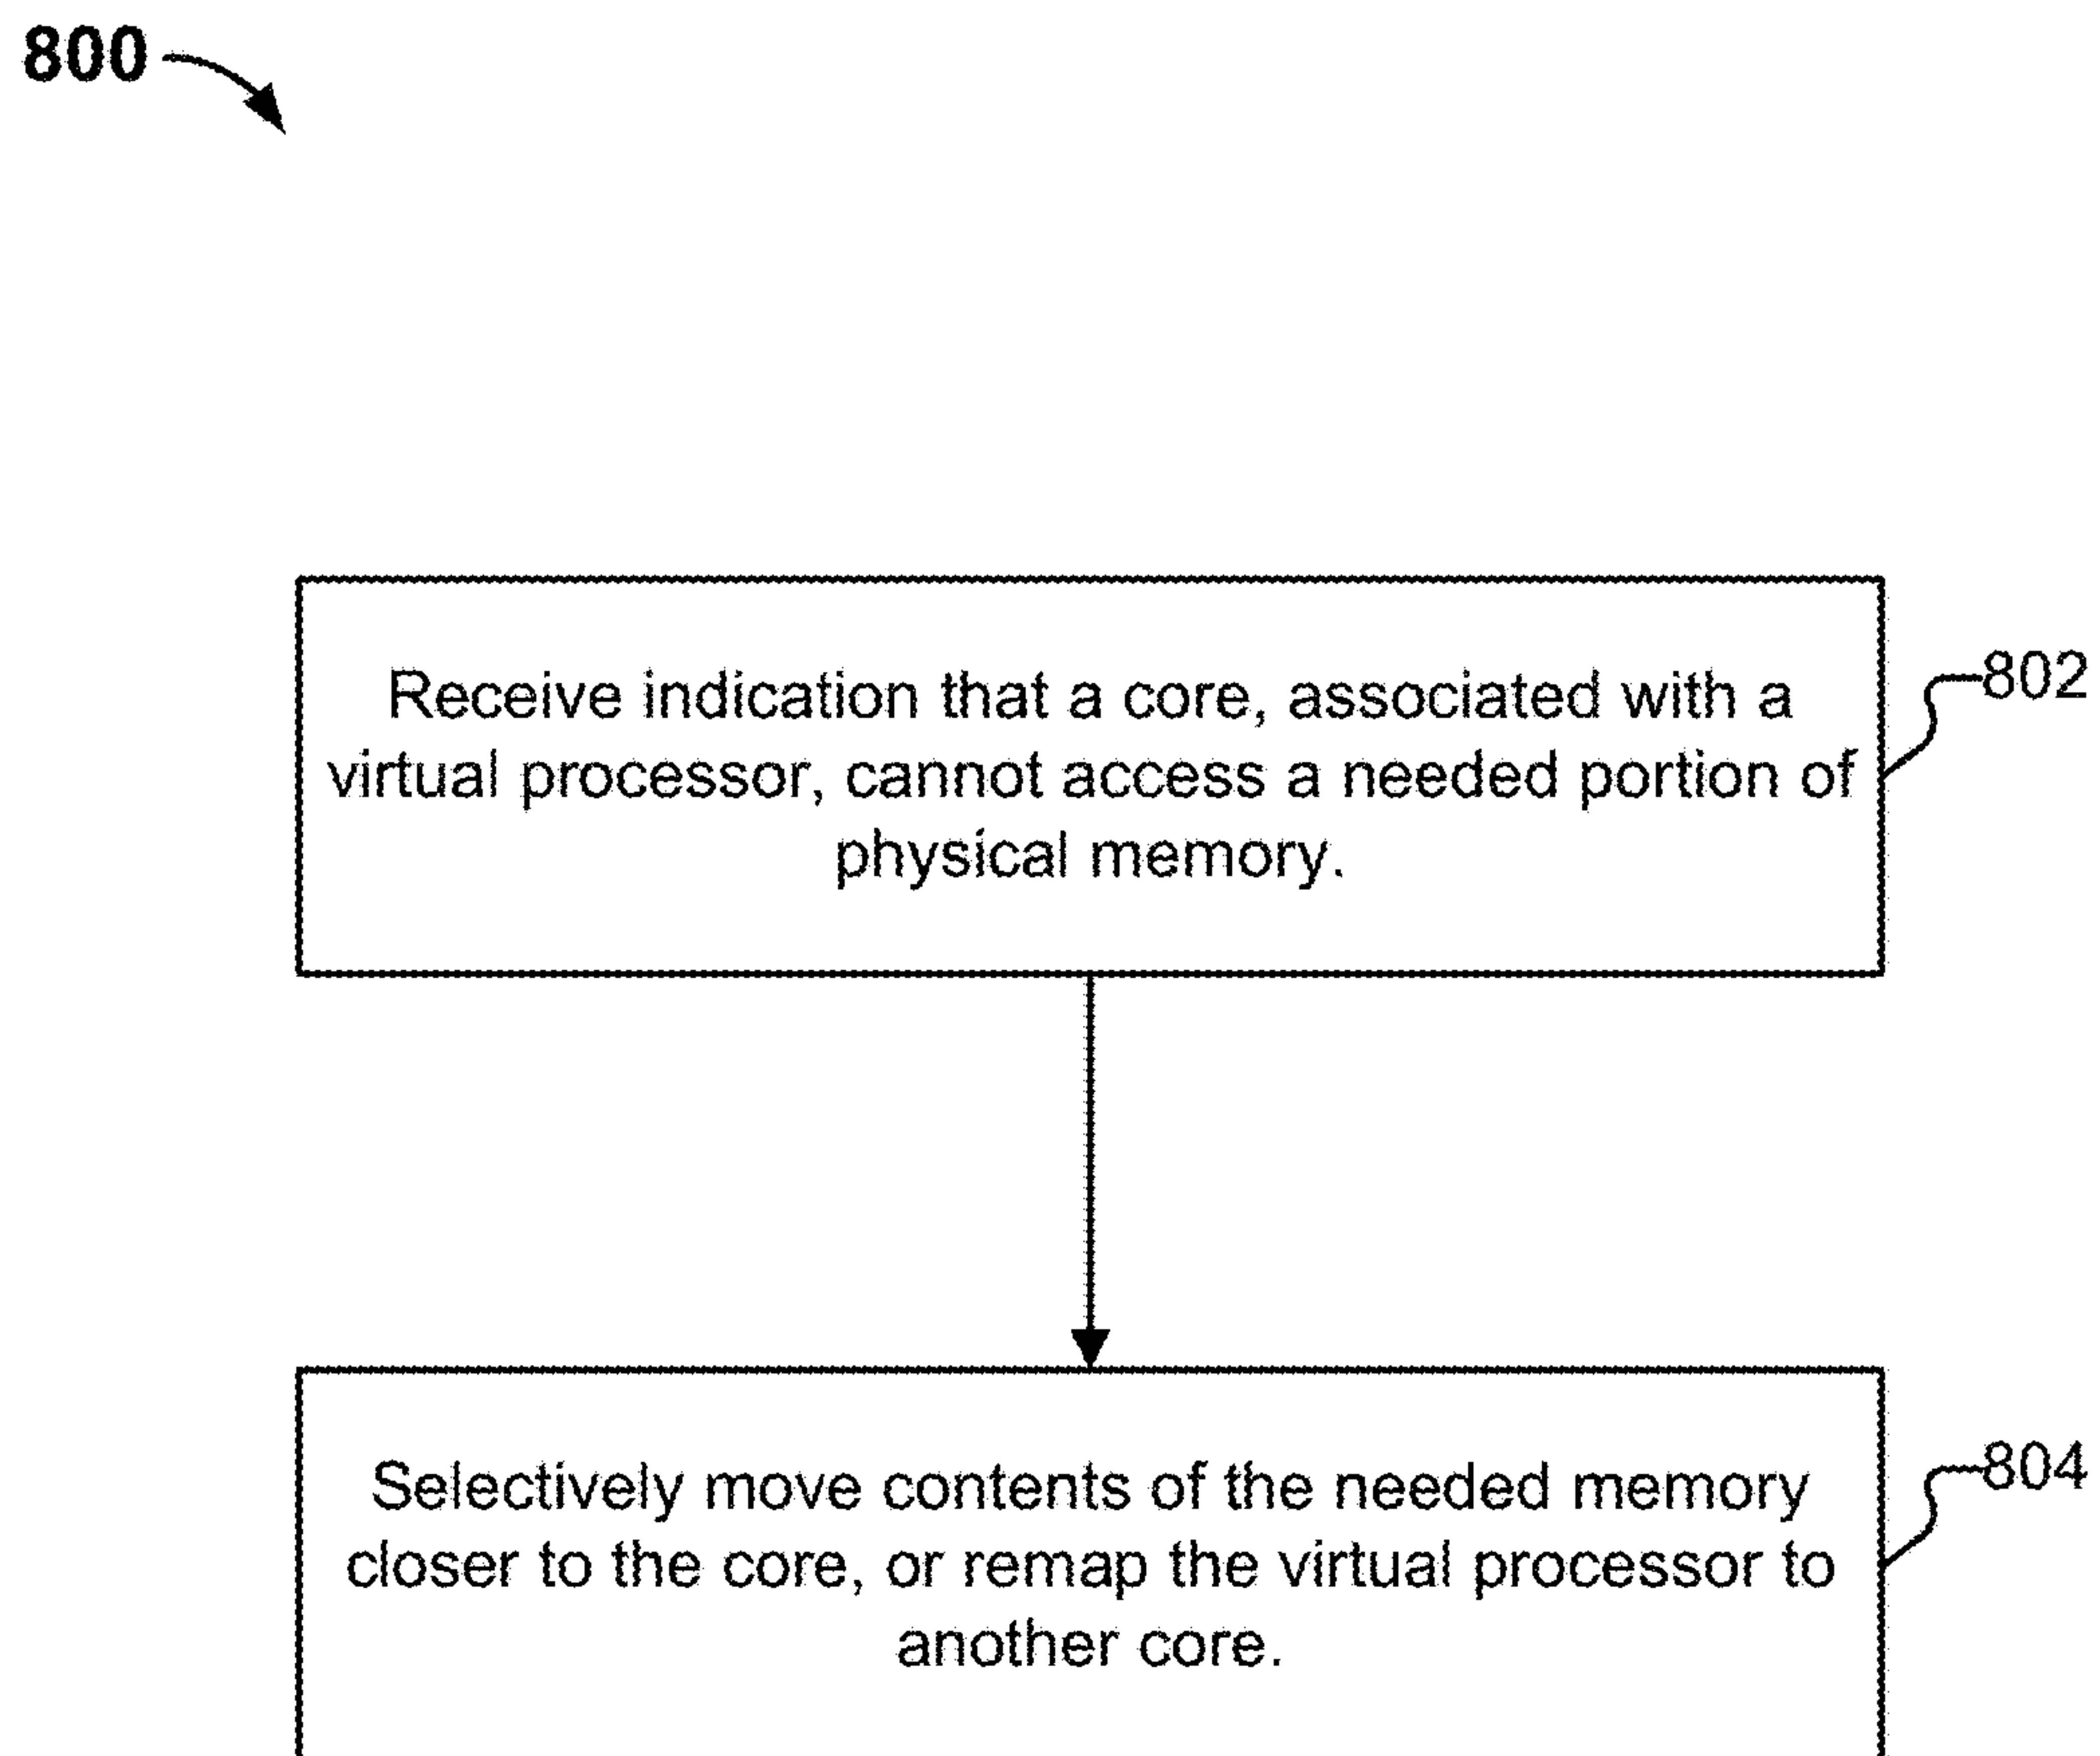 800
Receive indication that a core, associated with a
virtual processor, cannot access a needed portion of
physical memory.
802
Selectively move contents of the needed memory
closer to the core, or remap the virtual processor to
another core.
804